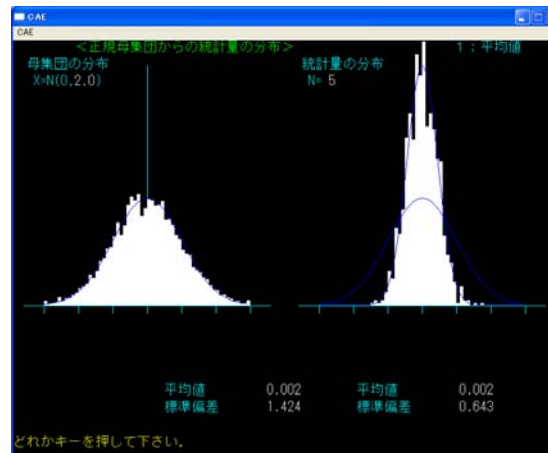 CAE
CAE
<正規母集団からの統計量の分布>
1：平均値
母集団の分布
X=N(0,2.0)
統計量の分布
N= 5
平均値 0.002 平均値 0.002
標準偏差 1.424 標準偏差 0.643
どれかキーを押して下さい。